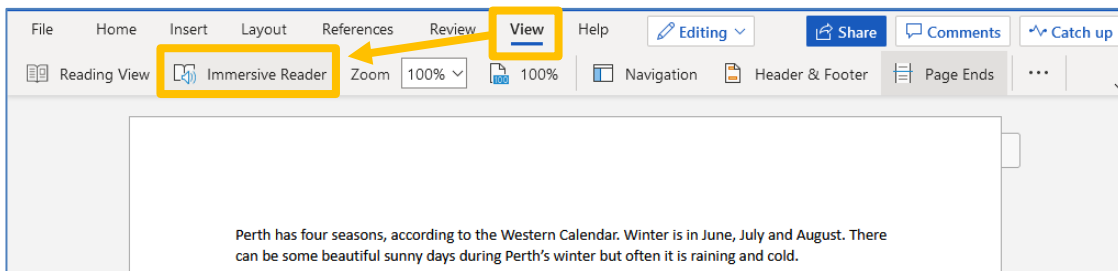 File Home Insert Layout References Review View Help Editing Share Comments Catch up
Reading View Immersive Reader Zoom 100% 100% Navigation Header & Footer Page Ends ...
Perth has four seasons, according to the Western Calendar. Winter is in June, July and August. There
can be some beautiful sunny days during Perth’s winter but often it is raining and cold.